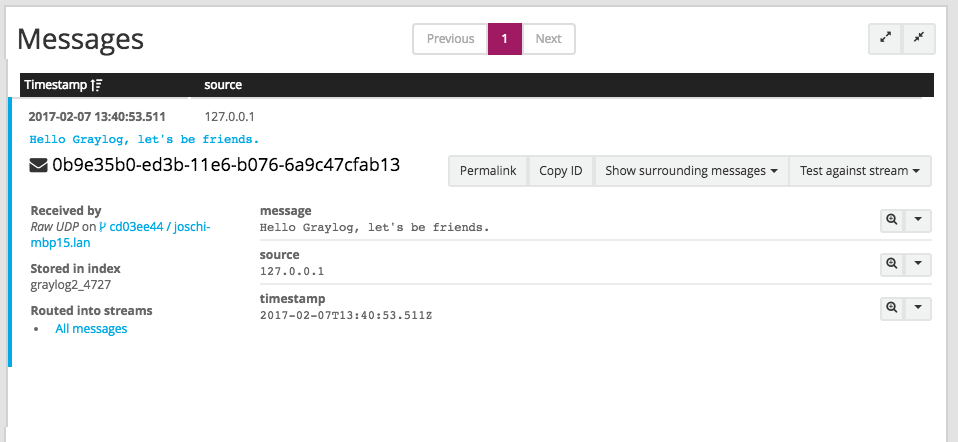 Messages
Previous 1 Next
Timestamp source
2017-02-07 13:40:53.511 127.0.0.1
Hello Graylog, let's be friends.
0b9e35b0-ed3b-11e6-b076-6a9c47cfab13
Permalink Copy ID Show surrounding messages Test against stream
Received by
Raw UDP on cd03ee44 / joschi-
mbp15.lan
Stored in index
graylog2_4727
Routed into streams
• All messages
message
Hello Graylog, let's be friends.
source
127.0.0.1
timestamp
2017-02-07T13:40:53.511Z